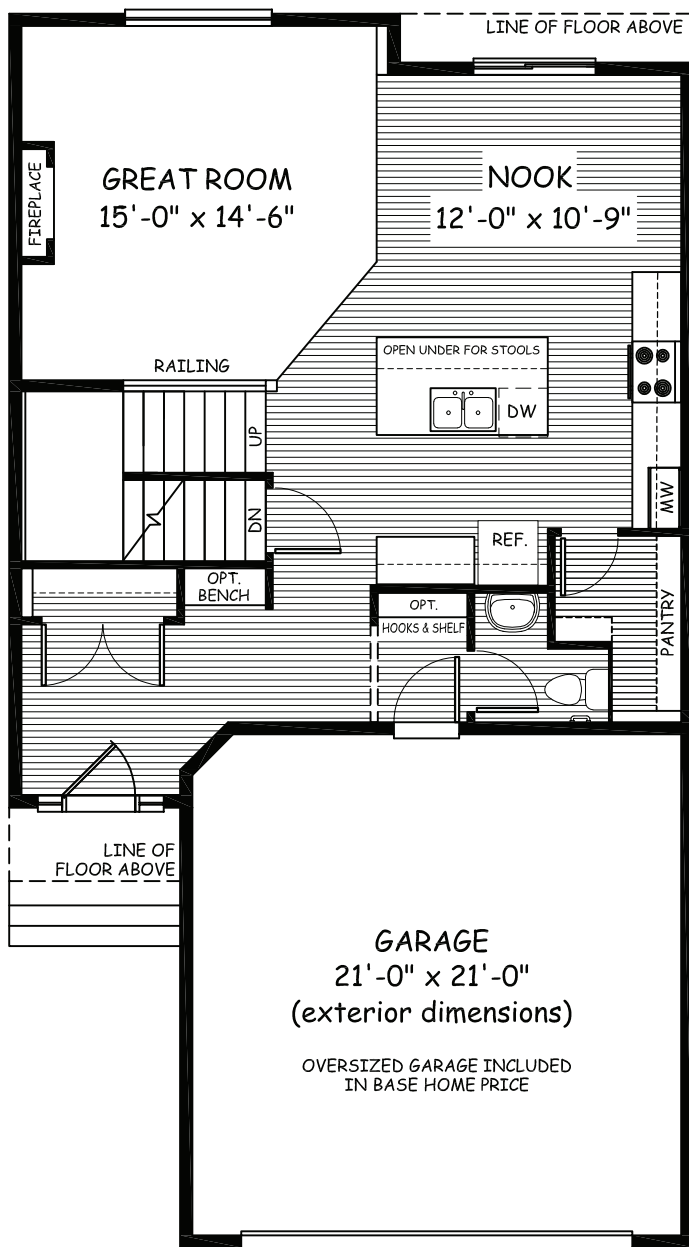 LINE OF FLOOR ABOVE
GREAT ROOM
15'-0" x 14'-6"
NOOK
12'-0" x 10'-9"
FIREPLACE
RAILING
OPEN UNDER FOR STOOLS
DW
UP
DN
MW
REF.
OPT.
BENCH
OPT.
HOOKS & SHELF
PANTRY
LINE OF
FLOOR ABOVE
GARAGE
21'-0" x 21'-0"
(exterior dimensions)
OVERSIZED GARAGE INCLUDED
IN BASE HOME PRICE